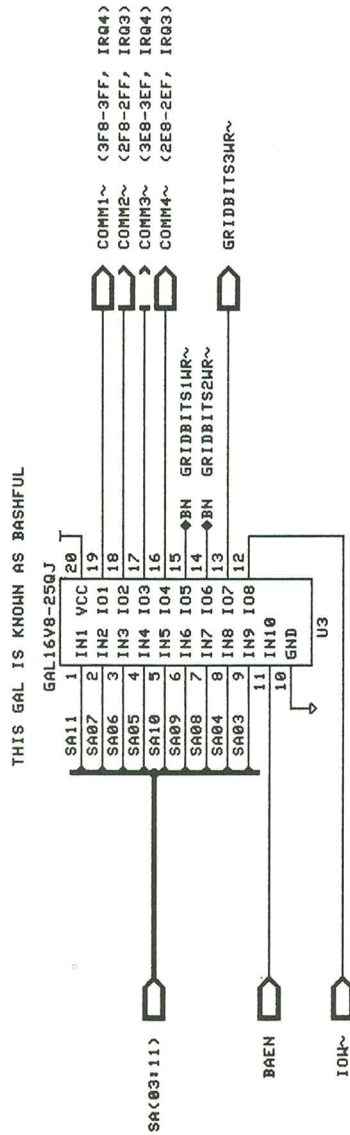 THIS GAL IS KNOWN AS BASHFUL
GAL16V8-25QJ
SA11 1 IN1 VCC 20
SA07 2 IN2 IO1 19 COMM1~ (3F8-3FF, IRQ4)
SA06 3 IN3 IO2 18 COMM2~ (2F8-2FF, IRQ3)
SA05 4 IN4 IO3 17 COMM3~ (3E8-3EF, IRQ4)
SA10 5 IN5 IO4 16 COMM4~ (2E8-2EF, IRQ3)
SA09 6 IN6 IO5 15 BN GRIDBITS1WR~
SA08 7 IN7 IO6 14 BN GRIDBITS2WR~
SA04 8 IN8 IO7 13 GRIDBITS3WR~
SA03 9 IN9 IO8 12
11 IN10
10 GND
U3
SA(03:11)
BAEN
IOW~